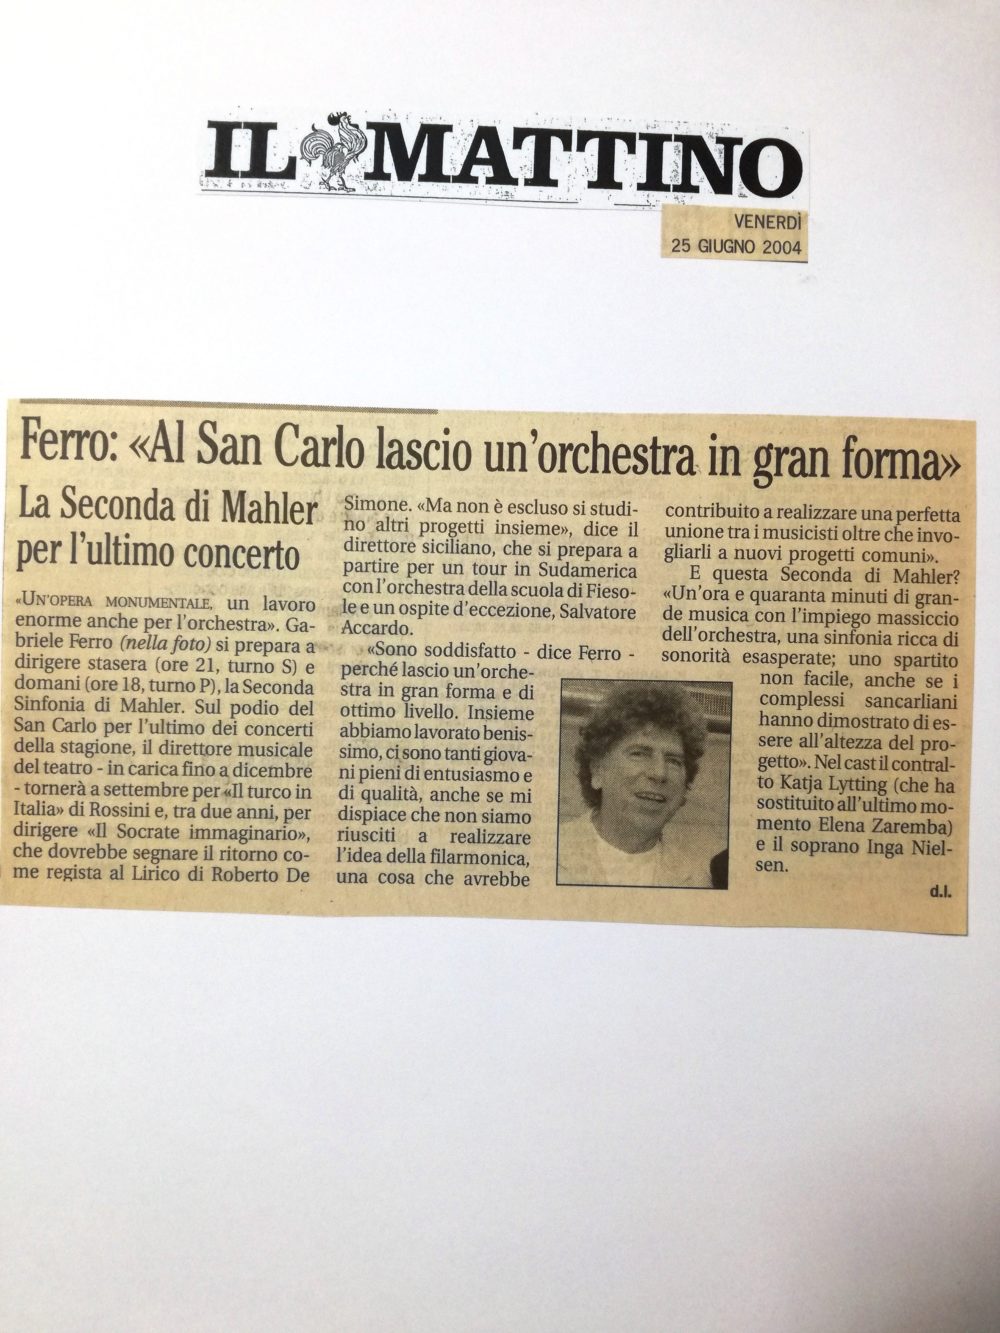 IL MATTINO
VENERDÌ
25 GIUGNO 2004
Ferro: «Al San Carlo lascio un'orchestra in gran forma»
La Seconda di Mahler
per l'ultimo concerto
«UN'OPERA MONUMENTALE, un lavoro
enorme anche per l'orchestra». Ga-
briele Ferro (nella foto) si prepara a
dirigere stasera (ore 21, turno S) e
domani (ore 18, turno P), la Seconda
Sinfonia di Mahler. Sul podio del
San Carlo per l'ultimo dei concerti
della stagione, il direttore musicale
del teatro - in carica fino a dicembre
- tornerà a settembre per «Il turco in
Italia» di Rossini e, tra due anni, per
dirigere «Il Socrate immaginario»,
che dovrebbe segnare il ritorno co-
me regista al Lirico di Roberto De
Simone. «Ma non è escluso si studi-
no altri progetti insieme», dice il
direttore siciliano, che si prepara a
partire per un tour in Sudamerica
con l'orchestra della scuola di Fieso-
le e un ospite d'eccezione, Salvatore
Accardo.
«Sono soddisfatto - dice Ferro -
perché lascio un'orche-
stra in gran forma e di
ottimo livello. Insieme
abbiamo lavorato benis-
simo, ci sono tanti giova-
ni pieni di entusiasmo e
di qualità, anche se mi
dispiace che non siamo
riusciti a realizzare
l'idea della filarmonica,
una cosa che avrebbe
contribuito a realizzare una perfetta
unione tra i musicisti oltre che invo-
gliarli a nuovi progetti comuni».
E questa Seconda di Mahler?
«Un'ora e quaranta minuti di gran-
de musica con l'impiego massiccio
dell'orchestra, una sinfonia ricca di
sonorità esasperate; uno spartito
non facile, anche se i
complessi sancarliani
hanno dimostrato di es-
sere all'altezza del pro-
getto». Nel cast il contral-
to Katja Lytting (che ha
sostituito all'ultimo mo-
mento Elena Zaremba)
e il soprano Inga Niel-
sen.
d.l.